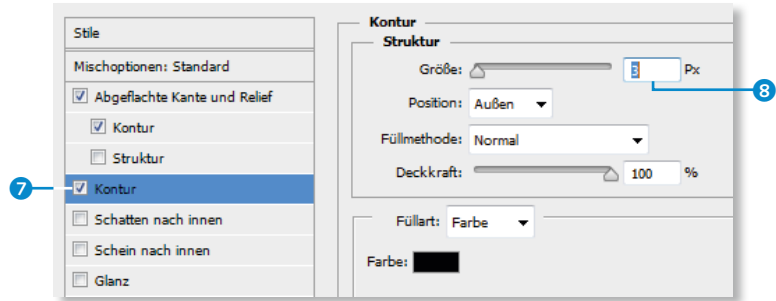 Stile
Mischoptionen: Standard
Abgeflachte Kante und Relief
Kontur
Struktur
7
Kontur
Schatten nach innen
Schein nach innen
Glanz
Kontur
Struktur
Größe: 3 Px
8
Position: Außen
Füllmethode: Normal
Deckkraft: 100 %
Füllart: Farbe
Farbe: